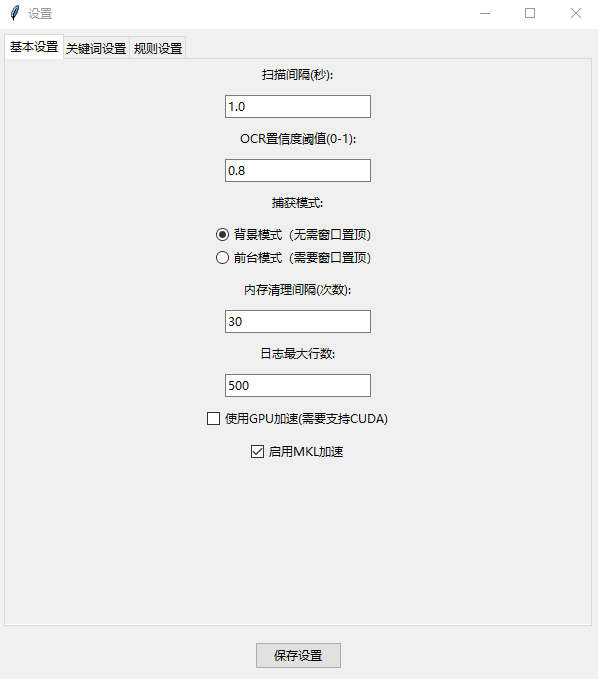 设置
基本设置 关键词设置 规则设置
扫描间隔(秒):
1.0
OCR置信度阈值(0-1):
0.8
捕获模式:
背景模式（无需窗口置顶）
前台模式（需要窗口置顶）
内存清理间隔(次数):
30
日志最大行数:
500
使用GPU加速(需要支持CUDA)
启用MKL加速
保存设置